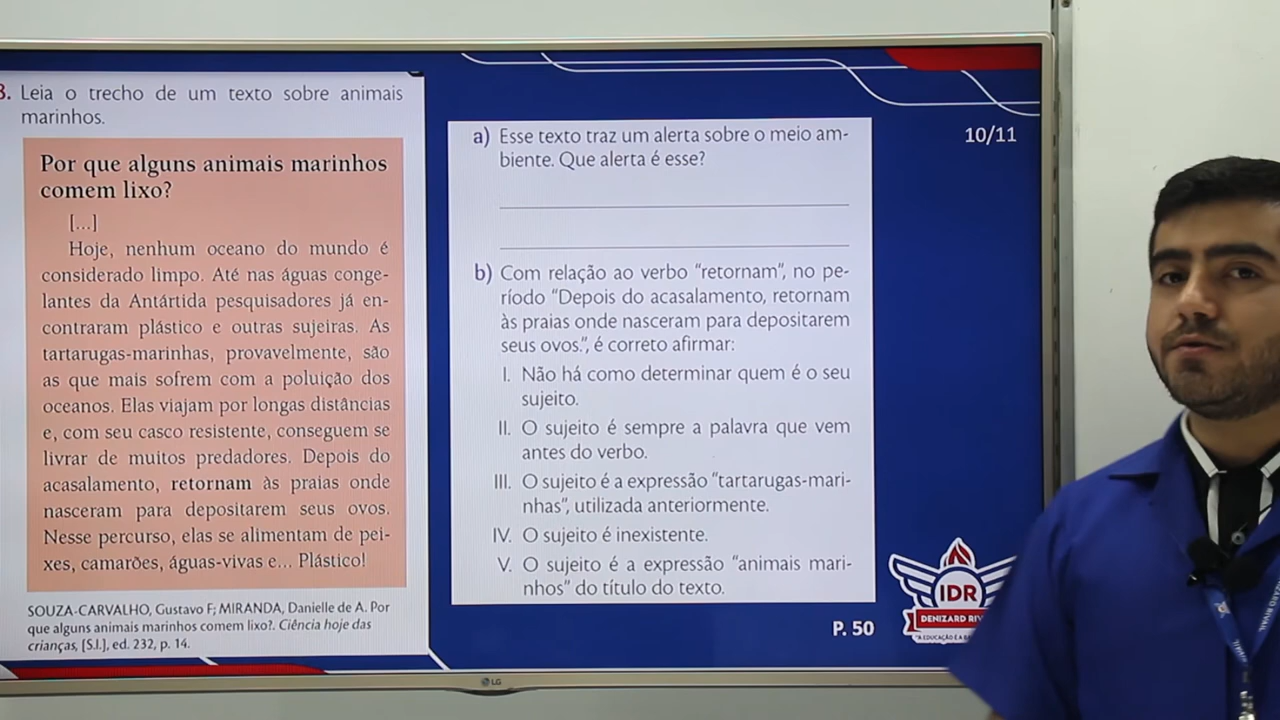 3. Leia o trecho de um texto sobre animais
marinhos.
Por que alguns animais marinhos
comem lixo?
[...]
Hoje, nenhum oceano do mundo é
considerado limpo. Até nas águas conge-
lantes da Antártida pesquisadores já en-
contraram plástico e outras sujeiras. As
tartarugas-marinhas, provavelmente, são
as que mais sofrem com a poluição dos
oceanos. Elas viajam por longas distâncias
e, com seu casco resistente, conseguem se
livrar de muitos predadores. Depois do
acasalamento, retornam às praias onde
nasceram para depositarem seus ovos.
Nesse percurso, elas se alimentam de pei-
xes, camarões, águas-vivas e... Plástico!
SOUZA-CARVALHO, Gustavo F; MIRANDA, Danielle de A. Por
que alguns animais marinhos comem lixo?. Ciência hoje das
crianças, [S.l.], ed. 232, p. 14.
a) Esse texto traz um alerta sobre o meio am-
biente. Que alerta é esse?
b) Com relação ao verbo “retornam”, no pe-
ríodo “Depois do acasalamento, retornam
às praias onde nasceram para depositarem
seus ovos.”, é correto afirmar:
I. Não há como determinar quem é o seu
sujeito.
II. O sujeito é sempre a palavra que vem
antes do verbo.
III. O sujeito é a expressão “tartarugas-mari-
nhas”, utilizada anteriormente.
IV. O sujeito é inexistente.
V. O sujeito é a expressão “animais mari-
nhos” do título do texto.
10/11
P. 50
IDR
DENIZARD RIV
"A EDUCAÇÃO É A BA
LG